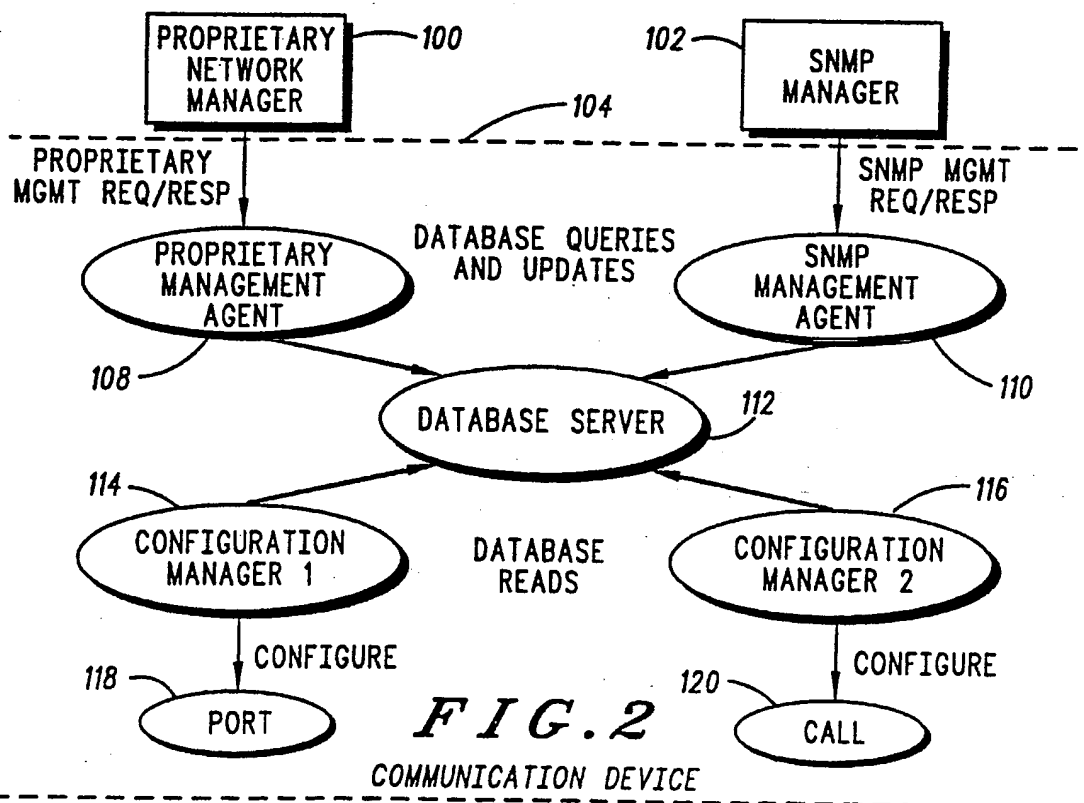 PROPRIETARY
NETWORK
MANAGER
100
102
SNMP
MANAGER
104
PROPRIETARY
MGMT REQ/RESP
SNMP MGMT
REQ/RESP
PROPRIETARY
MANAGEMENT
AGENT
108
DATABASE QUERIES
AND UPDATES
SNMP
MANAGEMENT
AGENT
110
DATABASE SERVER
112
114
CONFIGURATION
MANAGER 1
DATABASE
READS
116
CONFIGURATION
MANAGER 2
CONFIGURE
CONFIGURE
118
PORT
120
CALL
FIG.2
COMMUNICATION DEVICE